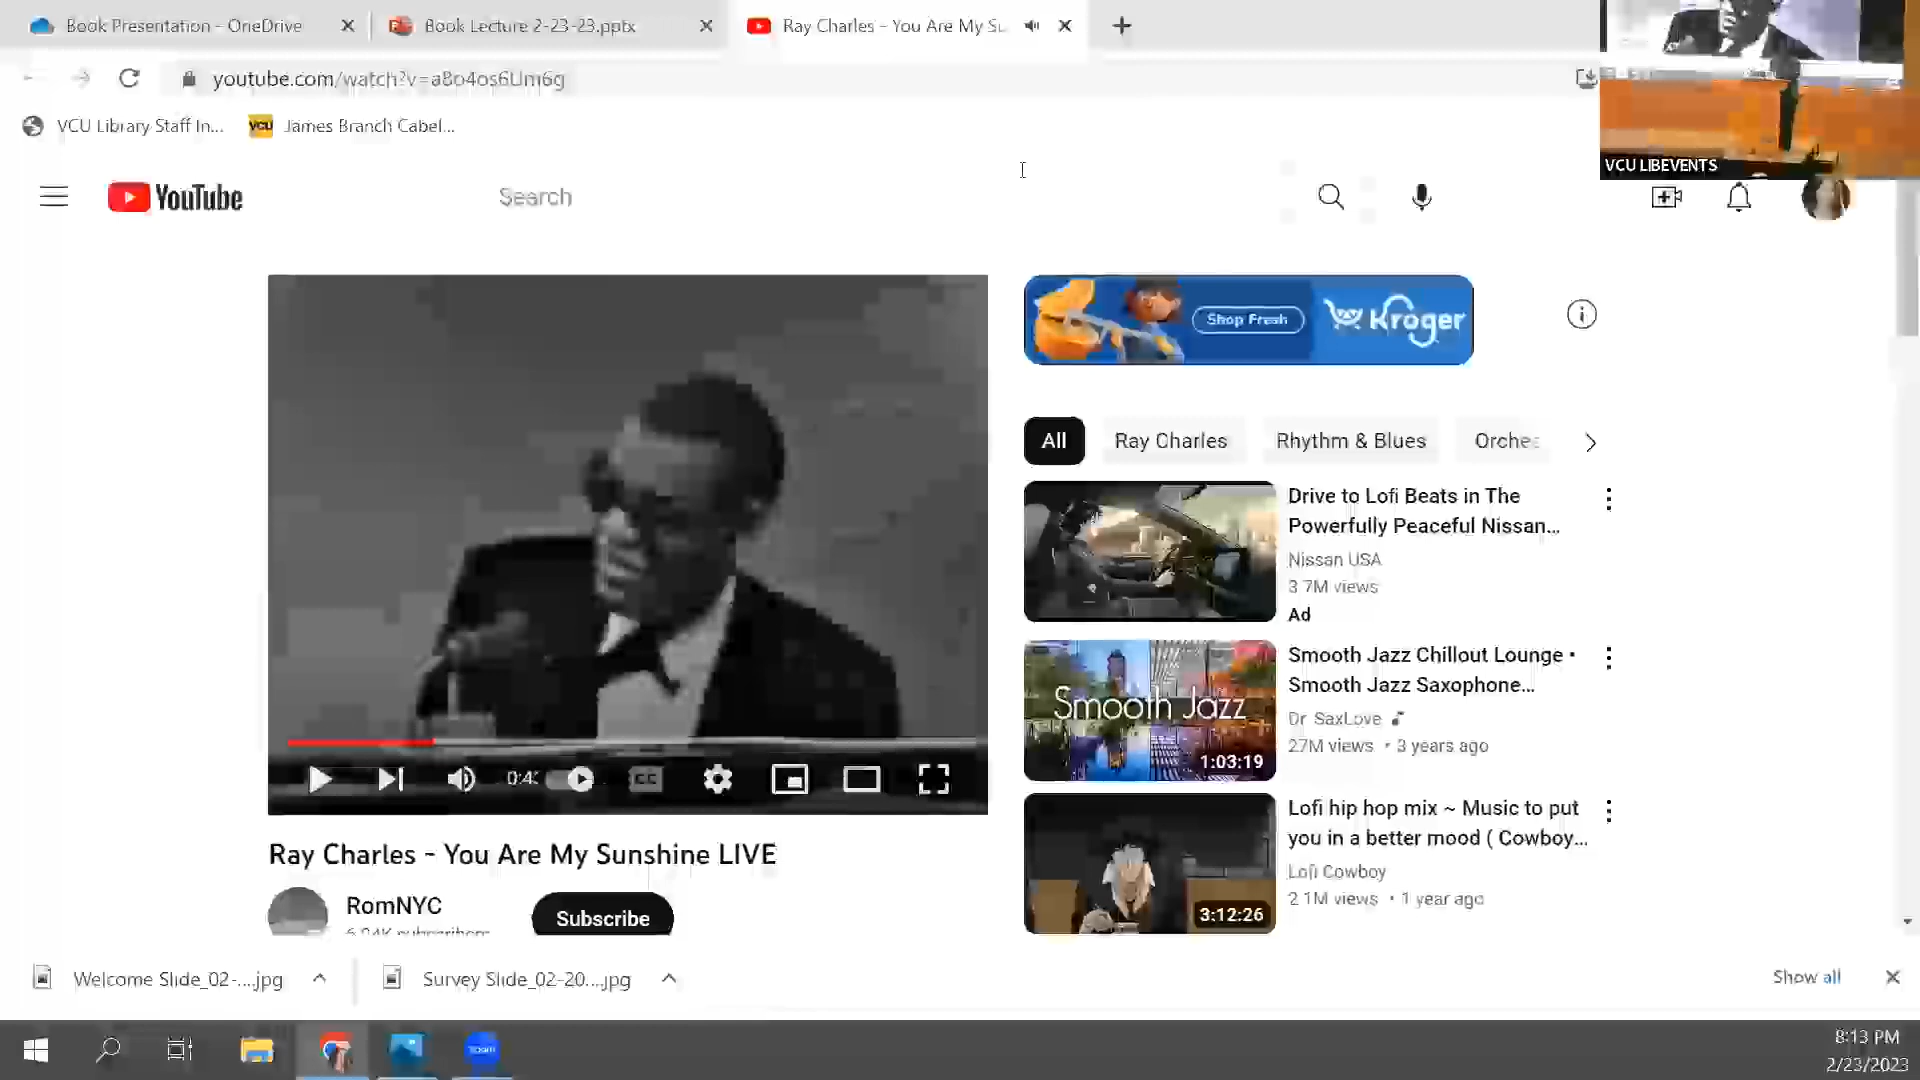 Book Presentation - OneDrive
Book Lecture 2-23-23.pptx
Ray Charles - You Are My Su
youtube.com/watch?v=a8o4os6Um6g
VCU Library Staff In...
VCU
James Branch Cabel...
VCU LIBEVENTS
YouTube
Search
Shop Fresh
Kroger
All
Ray Charles
Rhythm & Blues
Orches
Drive to Lofi Beats in The
Powerfully Peaceful Nissan...
Nissan USA
3.7M views
Ad
Smooth Jazz
1:03:19
Smooth Jazz Chillout Lounge •
Smooth Jazz Saxophone...
Dr. SaxLove
27M views • 3 years ago
3:12:26
Lofi hip hop mix ~ Music to put
you in a better mood ( Cowboy...
Lofi Cowboy
2.1M views • 1 year ago
CC
Ray Charles - You Are My Sunshine LIVE
RomNYC
Subscribe
Welcome Slide_02-....jpg
Survey Slide_02-20....jpg
Show all
zoom
8:13 PM
2/23/2023